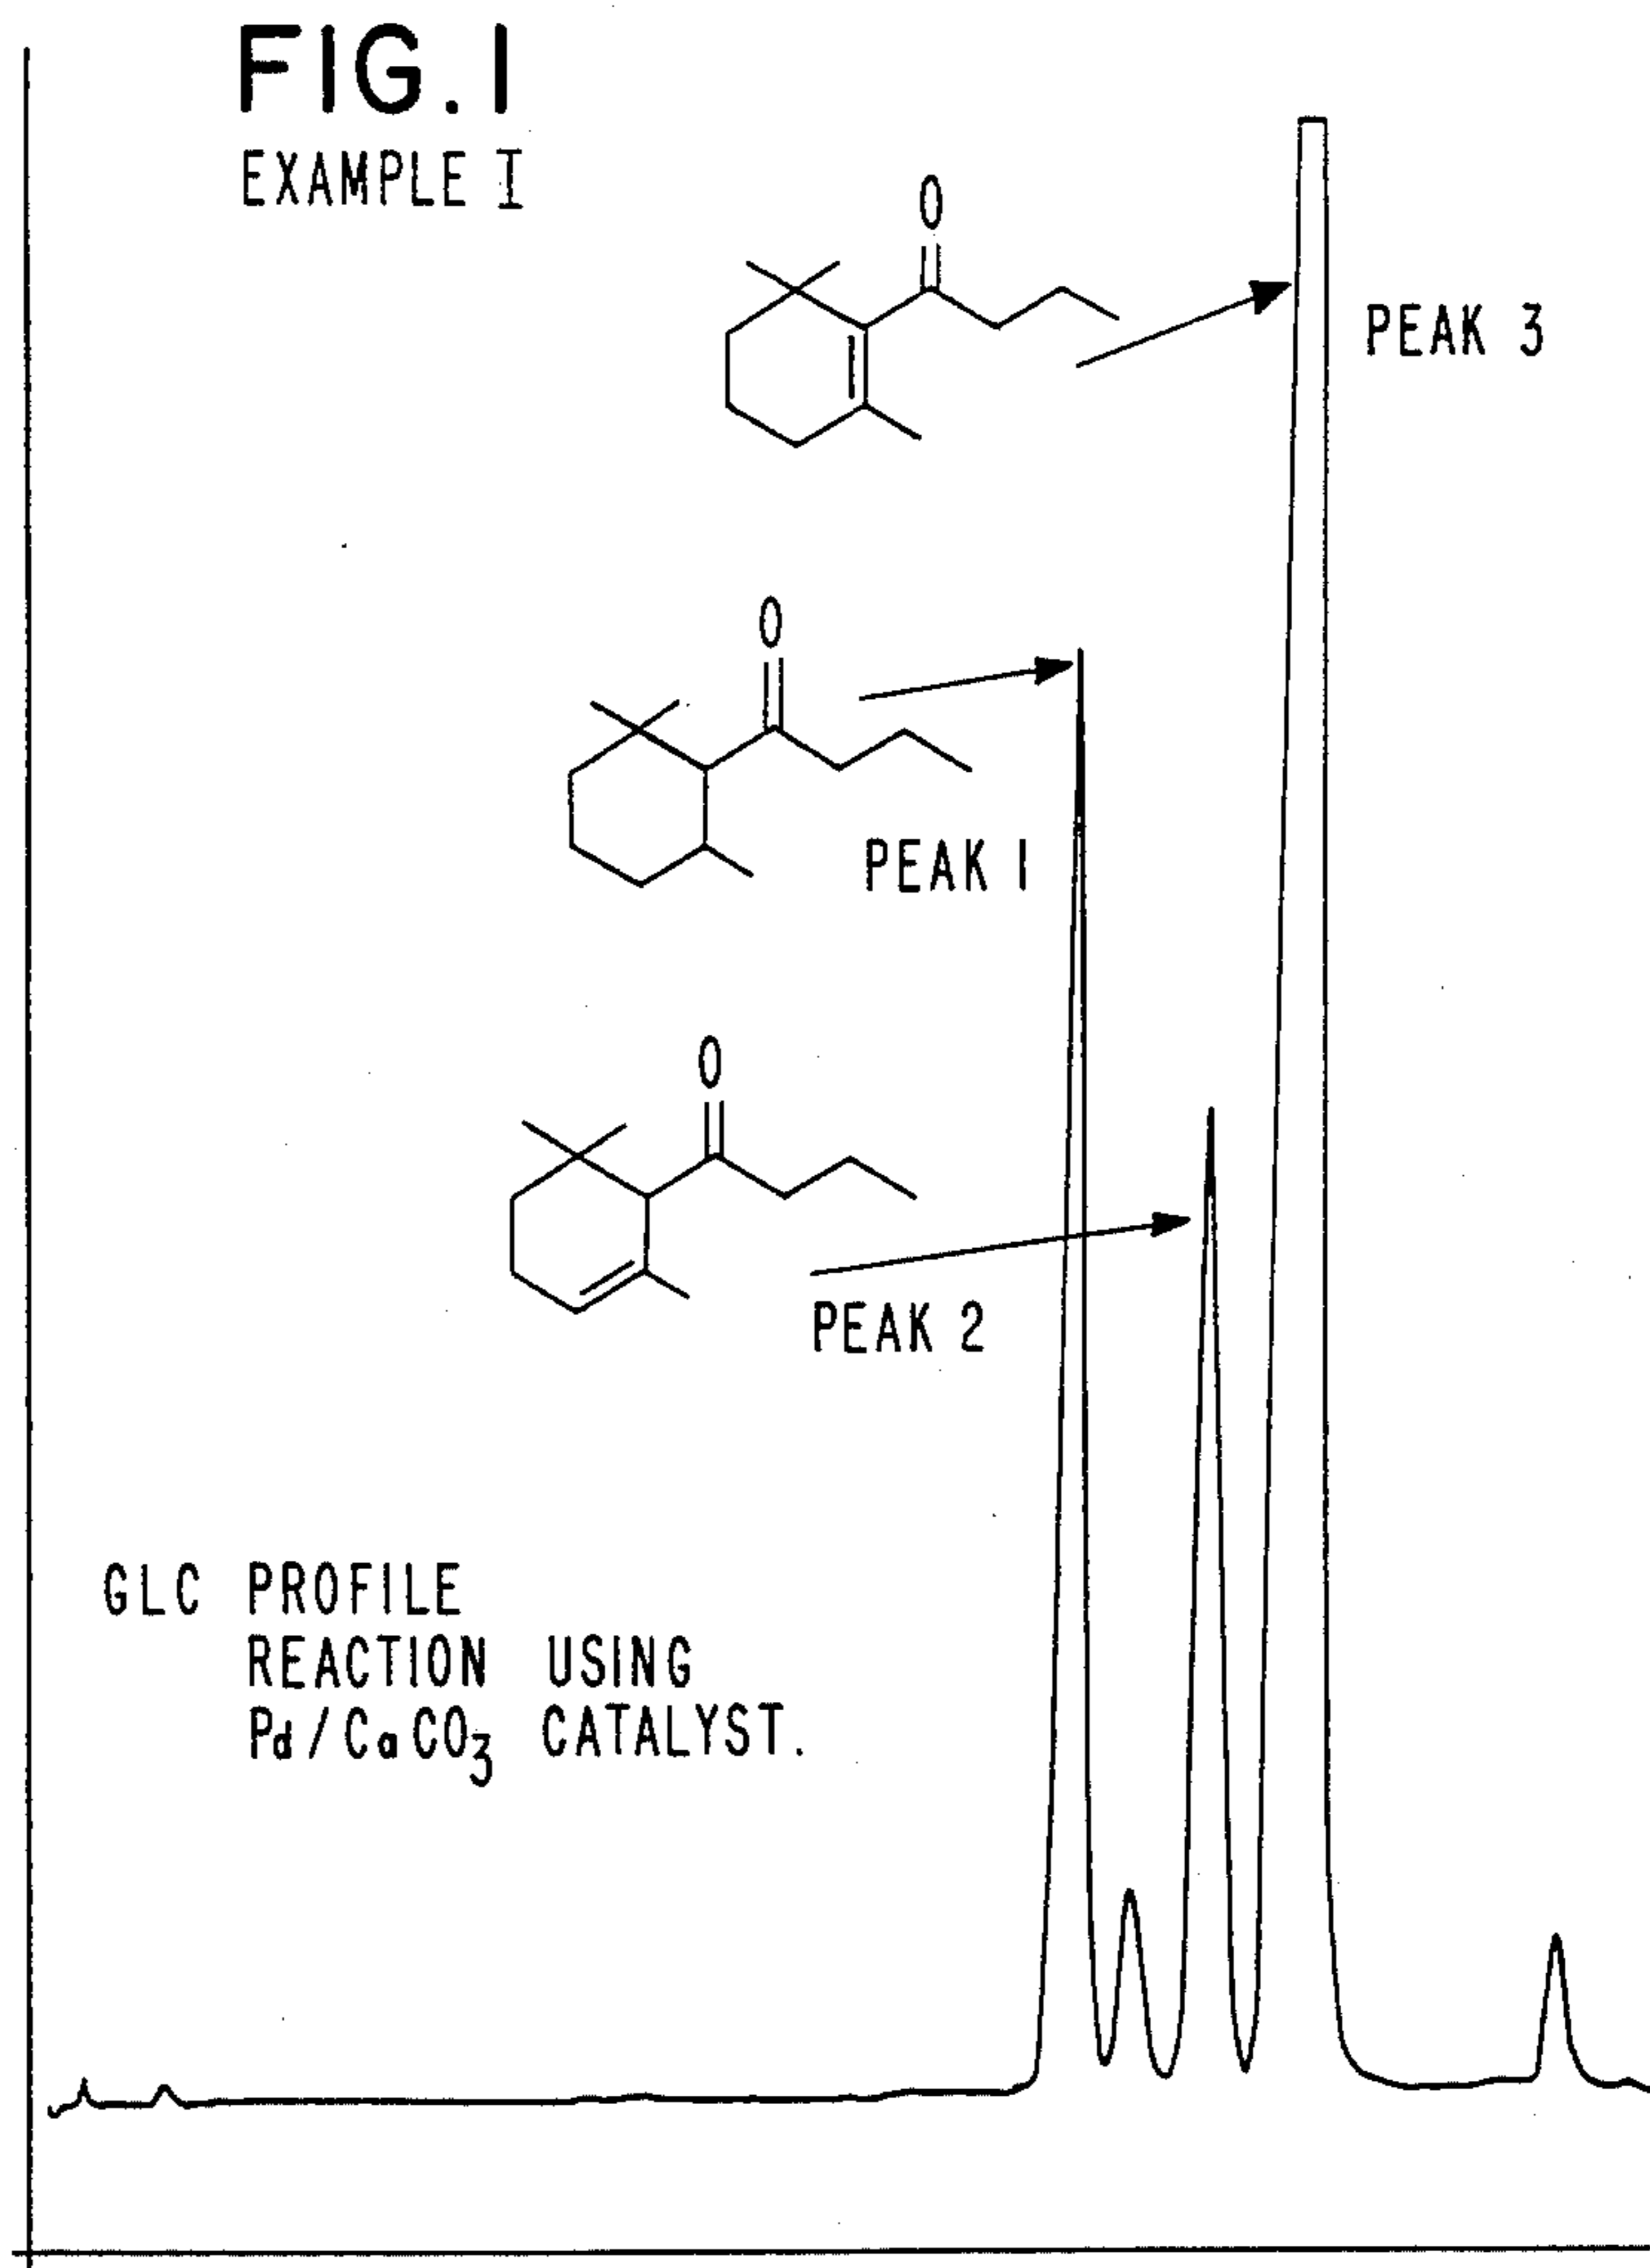 FIG. I
EXAMPLE I
O
PEAK 3
O
PEAK I
O
PEAK 2
GLC PROFILE
REACTION USING
Pd/CaCO₃ CATALYST.